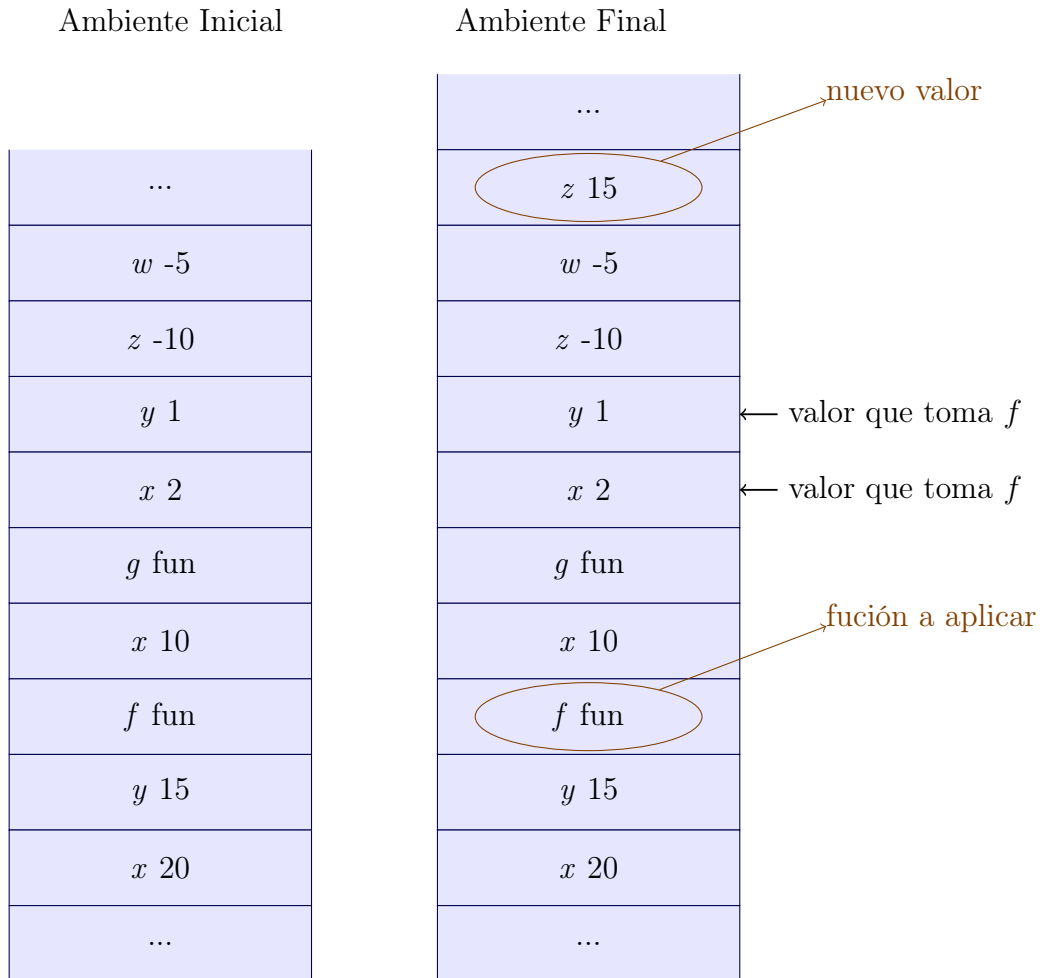 Ambiente Inicial
...
w -5
z -10
y 1
x 2
g fun
x 10
f fun
y 15
x 20
...
Ambiente Final
...
z 15
w -5
z -10
y 1
x 2
g fun
x 10
f fun
y 15
x 20
...
nuevo valor
valor que toma f
valor que toma f
fución a aplicar